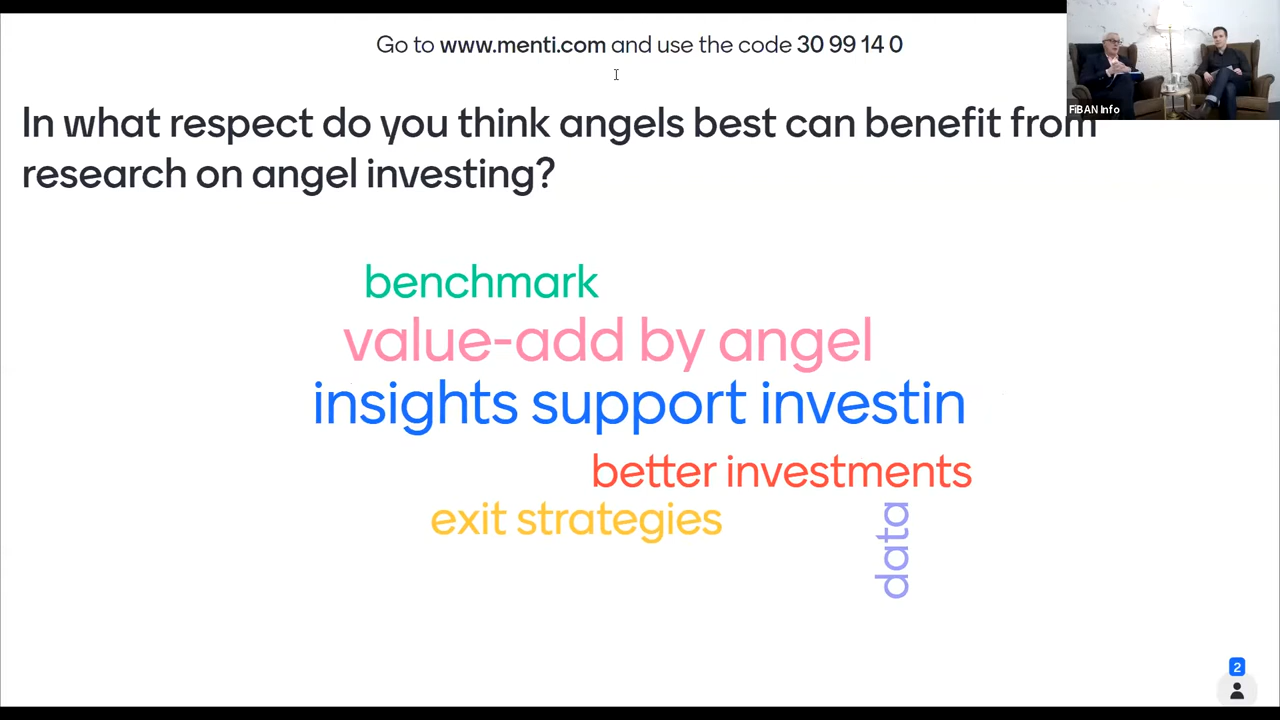 Go to www.menti.com and use the code 30 99 14 0
FiBAN Info
In what respect do you think angels best can benefit from
research on angel investing?
benchmark
value-add by angel
insights support investin
better investments
exit strategies
data
2